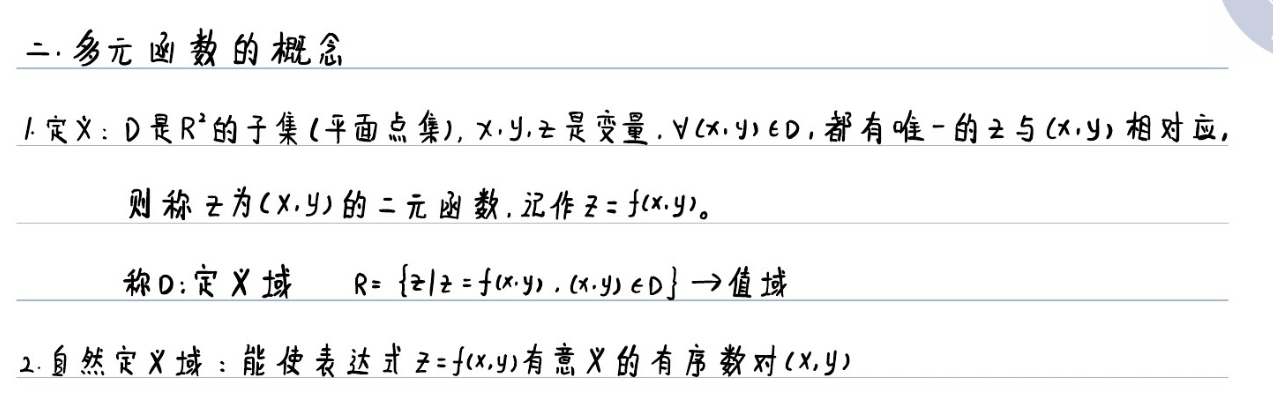 二.多元函数的概念
1.定义：D是R²的子集(平面点集)，x,y,z是变量，∀(x,y)∈D，都有唯一的z与(x,y)相对应，
则称z为(x,y)的二元函数，记作z=f(x,y)。
称D:定义域 R={z|z=f(x,y),(x,y)∈D}→值域
2.自然定义域：能使表达式z=f(x,y)有意义的有序数对(x,y)